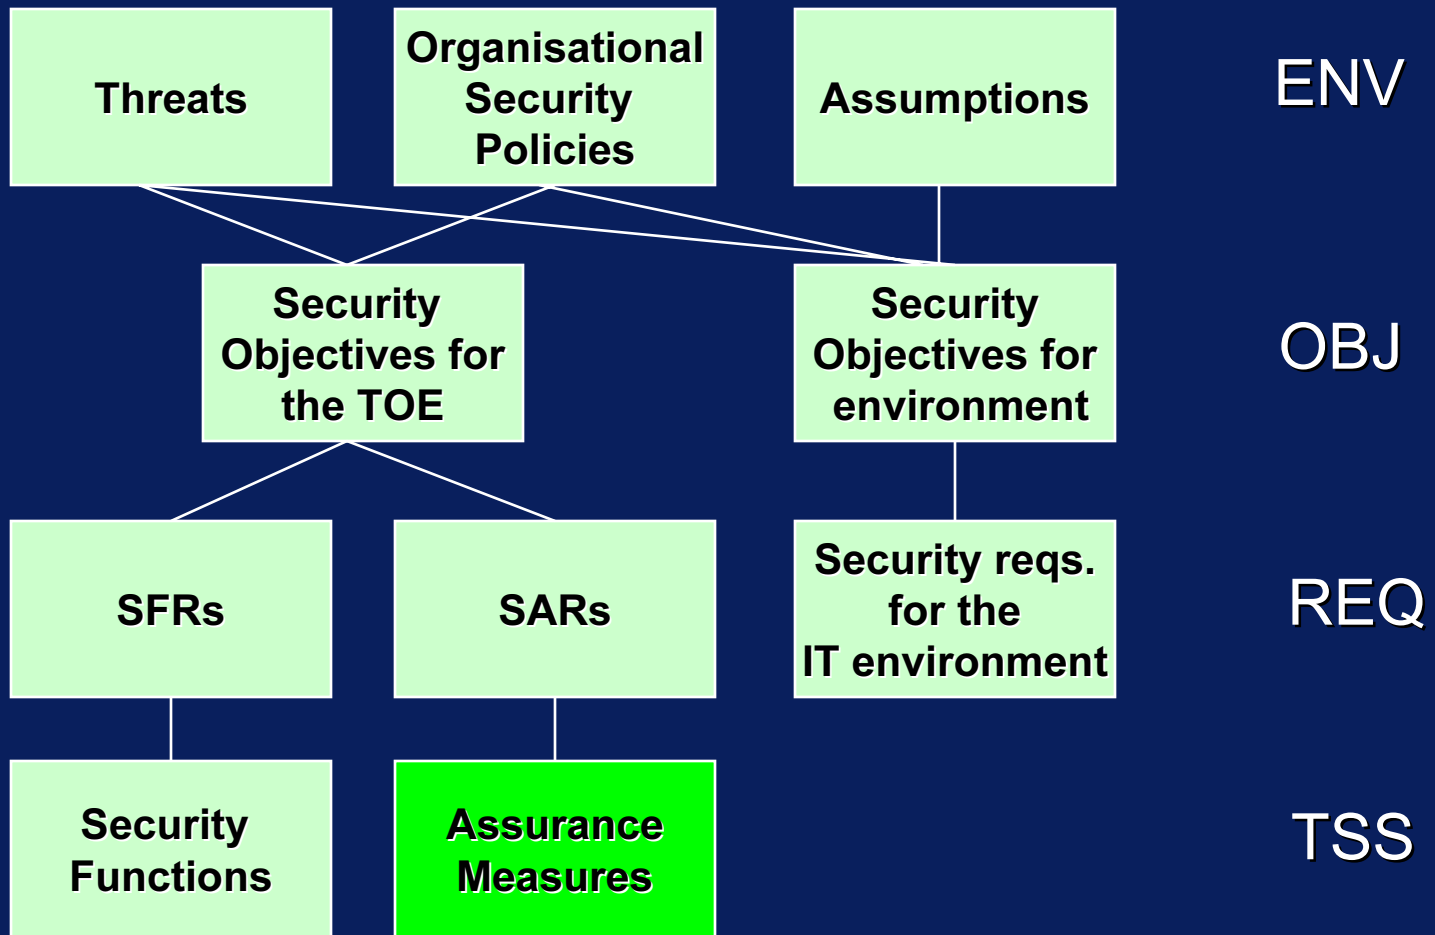 Threats
Organisational
Security
Policies
Assumptions
ENV
Security
Objectives for
the TOE
Security
Objectives for
environment
OBJ
SFRs
SARs
Security reqs.
for the
IT environment
REQ
Security
Functions
Assurance
Measures
TSS